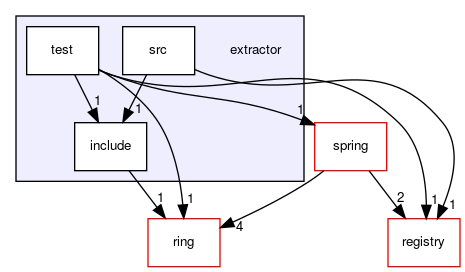 test
src
extractor
1
1
1
include
spring
1
1
2
1
1
4
ring
registry